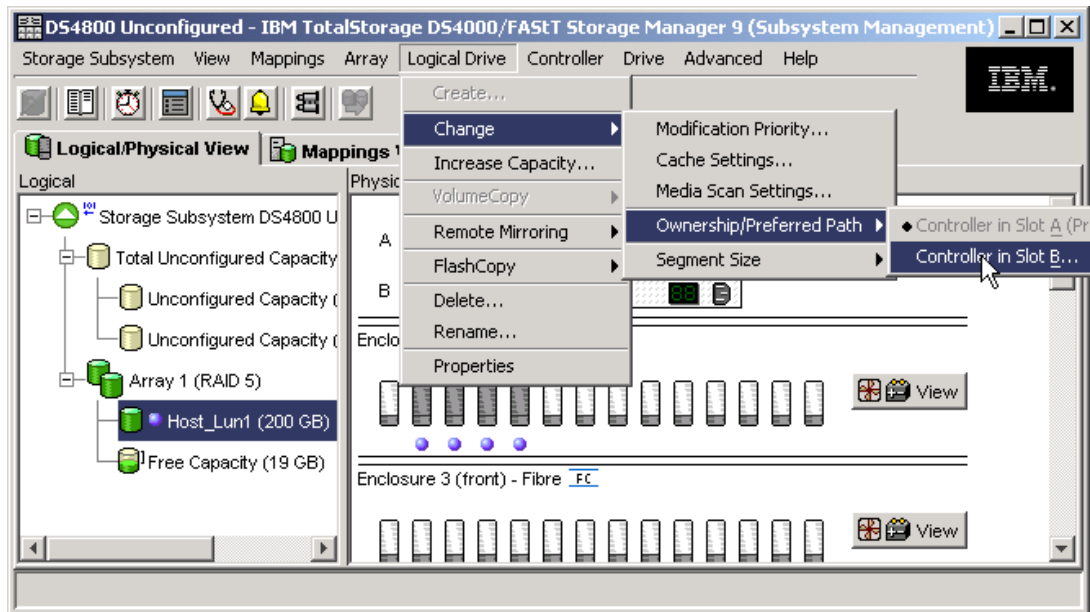 DS4800 Unconfigured - IBM TotalStorage DS4000/FAStT Storage Manager 9 (Subsystem Management)
Storage Subsystem View Mappings Array Logical Drive Controller Drive Advanced Help
IBM.
Create...
Change
Increase Capacity...
VolumeCopy
Remote Mirroring
FlashCopy
Delete...
Rename...
Properties
Modification Priority...
Cache Settings...
Media Scan Settings...
Ownership/Preferred Path
Segment Size
Controller in Slot A (Pr
Controller in Slot B...
Logical/Physical View Mappings
Logical
Storage Subsystem DS4800 U
Total Unconfigured Capacity
Unconfigured Capacity (
Unconfigured Capacity (
Array 1 (RAID 5)
Host_Lun1 (200 GB)
Free Capacity (19 GB)
Physic
A
B
88
Enclo
View
Enclosure 3 (front) - Fibre FC
View